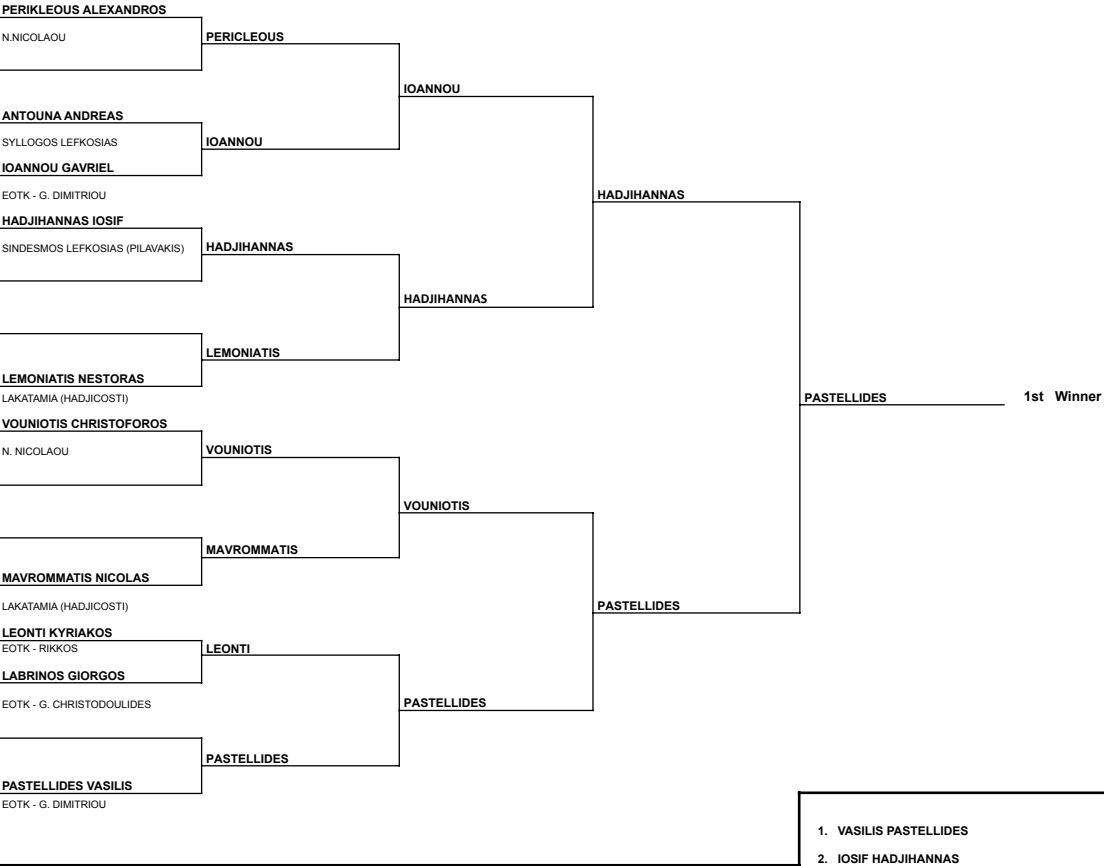 PERIKLEOUS ALEXANDROS
N.NICOLAOU
PERICLEOUS
IOANNOU
ANTOUNA ANDREAS
SYLLOGOS LEFKOSIAS
IOANNOU
IOANNOU GAVRIEL
EOTK - G. DIMITRIOU
HADJIHANNAS
HADJIHANNAS IOSIF
SINDESMOS LEFKOSIAS (PILAVAKIS)
HADJIHANNAS
HADJIHANNAS
LEMONIATIS
LEMONIATIS NESTORAS
LAKATAMIA (HADJICOSTI)
PASTELLIDES
1st Winner
VOUNIOTIS CHRISTOFOROS
N. NICOLAOU
VOUNIOTIS
VOUNIOTIS
MAVROMMATIS
MAVROMMATIS NICOLAS
LAKATAMIA (HADJICOSTI)
PASTELLIDES
LEONTI KYRIAKOS
EOTK - RIKKOS
LEONTI
LABRINOS GIORGOS
EOTK - G. CHRISTODOULIDES
PASTELLIDES
PASTELLIDES
PASTELLIDES VASILIS
EOTK - G. DIMITRIOU
1. VASILIS PASTELLIDES
2. IOSIF HADJIHANNAS